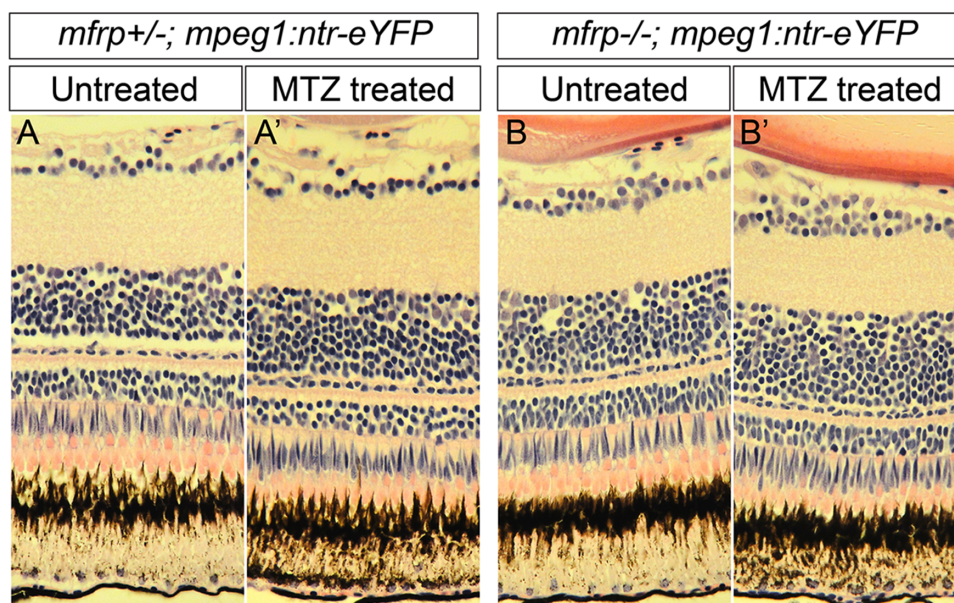 mfrp+/-; mpeg1:ntr-eYFP
mfrp-/-; mpeg1:ntr-eYFP
Untreated
MTZ treated
Untreated
MTZ treated
A
A’
B
B’